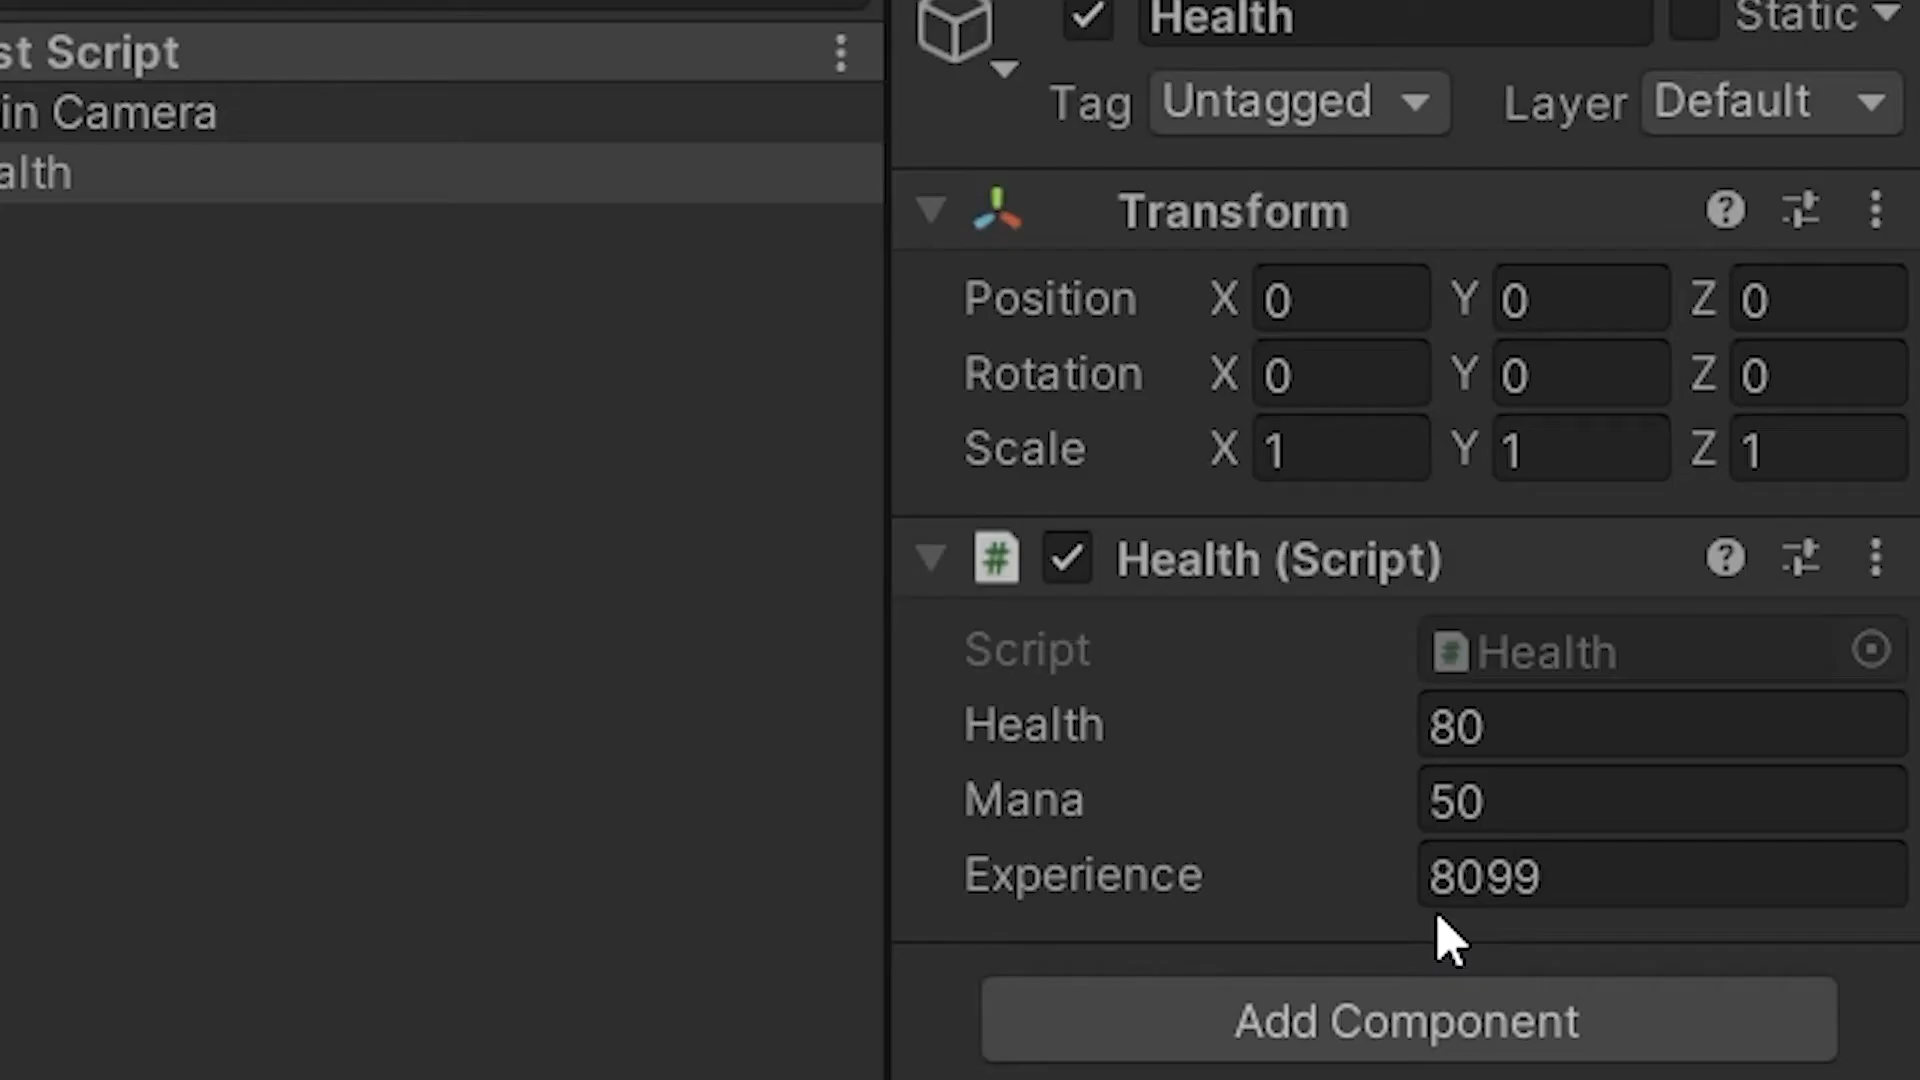 st Script
in Camera
alth
Health
Static
Tag Untagged Layer Default
Transform
Position X 0 Y 0 Z 0
Rotation X 0 Y 0 Z 0
Scale X 1 Y 1 Z 1
# Health (Script)
Script # Health
Health 80
Mana 50
Experience 8099
Add Component